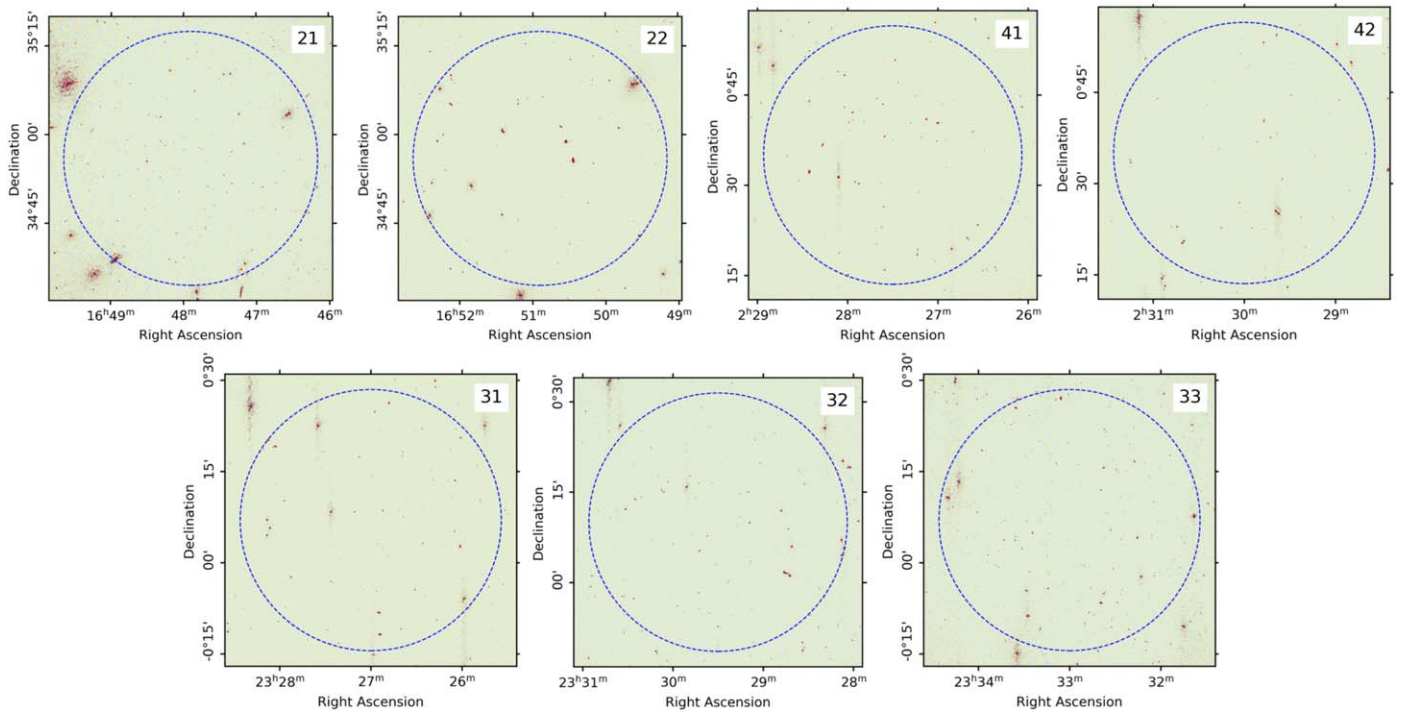 21
35°15'
00'
34°45'
Declination
16ʰ49ᵐ 48ᵐ 47ᵐ 46ᵐ
Right Ascension
22
35°15'
00'
34°45'
Declination
16ʰ52ᵐ 51ᵐ 50ᵐ 49ᵐ
Right Ascension
41
0°45'
30'
15'
Declination
2ʰ29ᵐ 28ᵐ 27ᵐ 26ᵐ
Right Ascension
42
0°45'
30'
15'
Declination
2ʰ31ᵐ 30ᵐ 29ᵐ
Right Ascension
31
0°30'
15'
00'
-0°15'
Declination
23ʰ28ᵐ 27ᵐ 26ᵐ
Right Ascension
32
0°30'
15'
00'
Declination
23ʰ31ᵐ 30ᵐ 29ᵐ 28ᵐ
Right Ascension
33
0°30'
15'
00'
-0°15'
Declination
23ʰ34ᵐ 33ᵐ 32ᵐ
Right Ascension